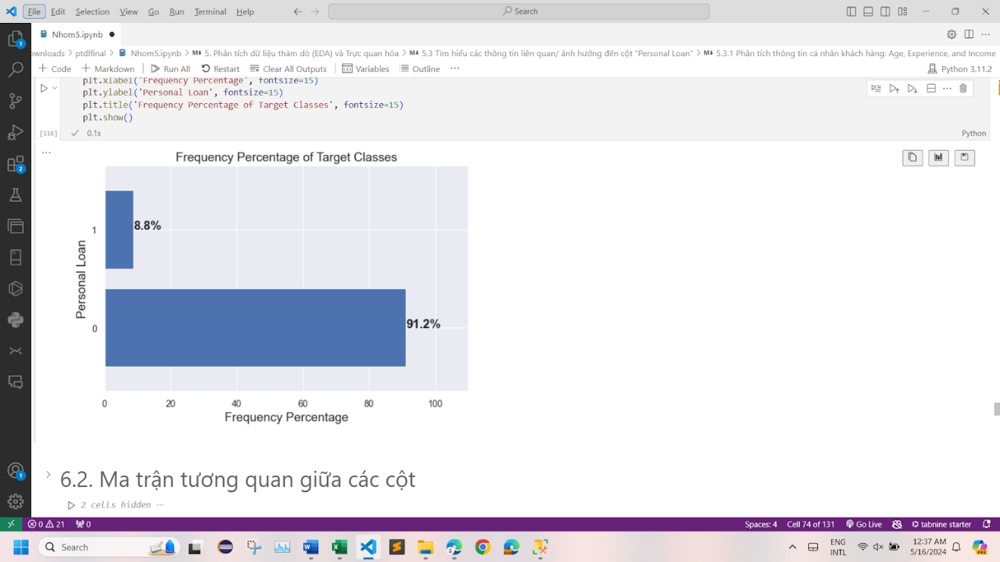 File Edit Selection View Go Run Terminal Help
Search
Nhom5.ipynb
ownloads > ptdlfinal > Nhom5.ipynb > M↓ 5. Phân tích dữ liệu thăm dò (EDA) và Trực quan hóa > M↓ 5.3 Tìm hiểu các thông tin liên quan/ ảnh hưởng đến cột "Personal Loan" > M↓ 5.3.1 Phân tích thông tin cá nhân khách hàng: Age, Experience, and Income
+ Code + Markdown Run All Restart Clear All Outputs Variables Outline ... Python 3.11.2
plt.xlabel('Frequency Percentage', fontsize=15)
plt.ylabel('Personal Loan', fontsize=15)
plt.title('Frequency Percentage of Target Classes', fontsize=15)
plt.show()
[116] 0.1s Python
Frequency Percentage of Target Classes
1
8.8%
Personal Loan
0
91.2%
0 20 40 60 80 100
Frequency Percentage
6.2. Ma trận tương quan giữa các cột
2 cells hidden ...
0 21 0 Spaces: 4 Cell 74 of 131 Go Live tabnine starter
Search
ENG
INTL
12:37 AM
5/16/2024
PRE